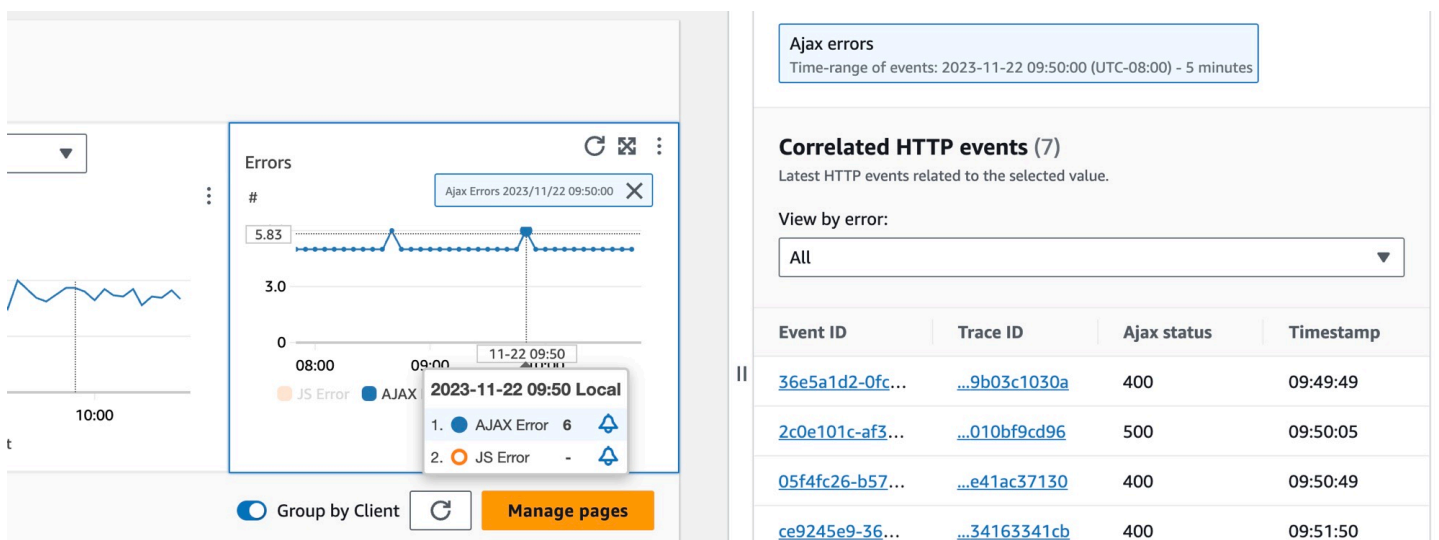 Errors
#
Ajax Errors 2023/11/22 09:50:00
5.83
3.0
0
08:00
09:00
11-22 09:50
JS Error
AJAX
2023-11-22 09:50 Local
1. AJAX Error 6
2. JS Error -
10:00
t
Group by Client
Manage pages
Ajax errors
Time-range of events: 2023-11-22 09:50:00 (UTC-08:00) - 5 minutes
Correlated HTTP events (7)
Latest HTTP events related to the selected value.
View by error:
All
Event ID Trace ID Ajax status Timestamp
36e5a1d2-0fc... ...9b03c1030a 400 09:49:49
2c0e101c-af3... ...010bf9cd96 500 09:50:05
05f4fc26-b57... ...e41ac37130 400 09:50:49
ce9245e9-36... ...34163341cb 400 09:51:50